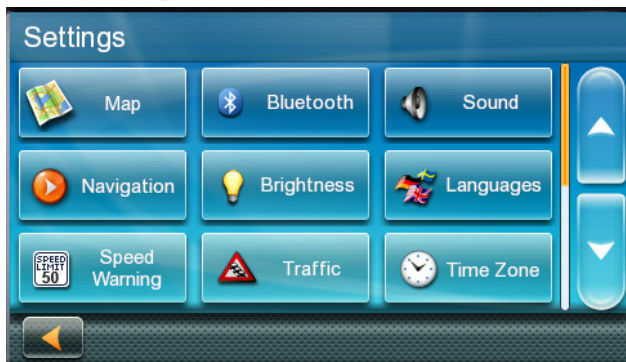 Settings
Map
Bluetooth
Sound
Navigation
Brightness
Languages
SPEED
LIMIT
50
Speed
Warning
Traffic
Time Zone